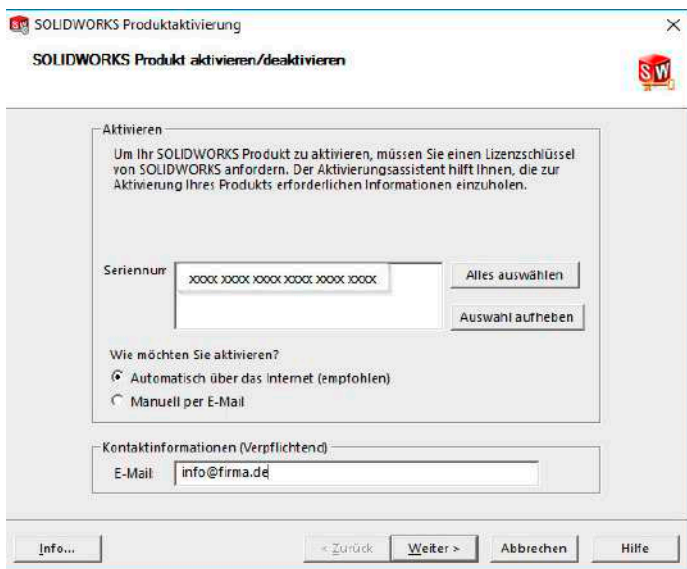 SOLIDWORKS Produktaktivierung
SOLIDWORKS Produkt aktivieren/deaktivieren
SW
Aktivieren
Um Ihr SOLIDWORKS Produkt zu aktivieren, müssen Sie einen Lizenzschlüssel
von SOLIDWORKS anfordern. Der Aktivierungsassistent hilft Ihnen, die zur
Aktivierung Ihres Produkts erforderlichen Informationen einzuholen.
Seriennum xxxx xxxx xxxx xxxx xxxx xxxx Alles auswählen
Auswahl aufheben
Wie möchten Sie aktivieren?
Automatisch über das Internet (empfohlen)
Manuell per E-Mail
Kontaktinformationen (Verpflichtend)
E-Mail: info@firma.de
Info... < Zurück Weiter > Abbrechen Hilfe